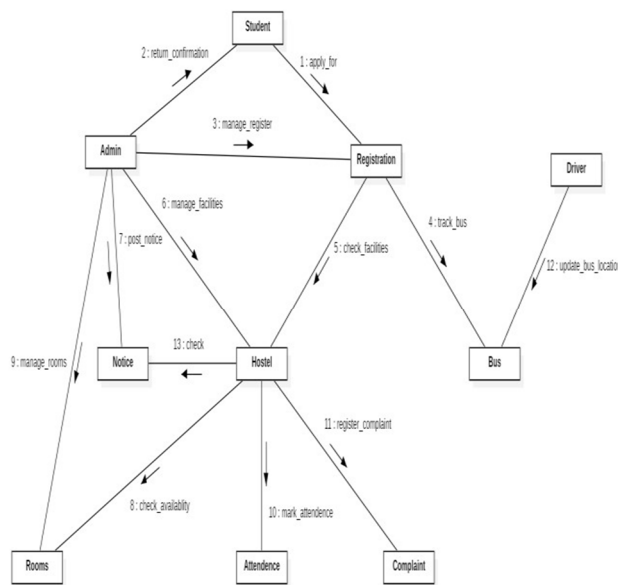 Student
2 : return_confirmation
1 : apply_for
3 : manage_register
Admin
Registration
Driver
6 : manage_facilities
4 : track_bus
7 : post_notice
5 : check_facilities
12 : update_bus_locatio
13 : check
9 : manage_rooms
Notice
Hostel
Bus
11 : register_complaint
8 : check_availablity
10 : mark_attendence
Rooms
Attendence
Complaint